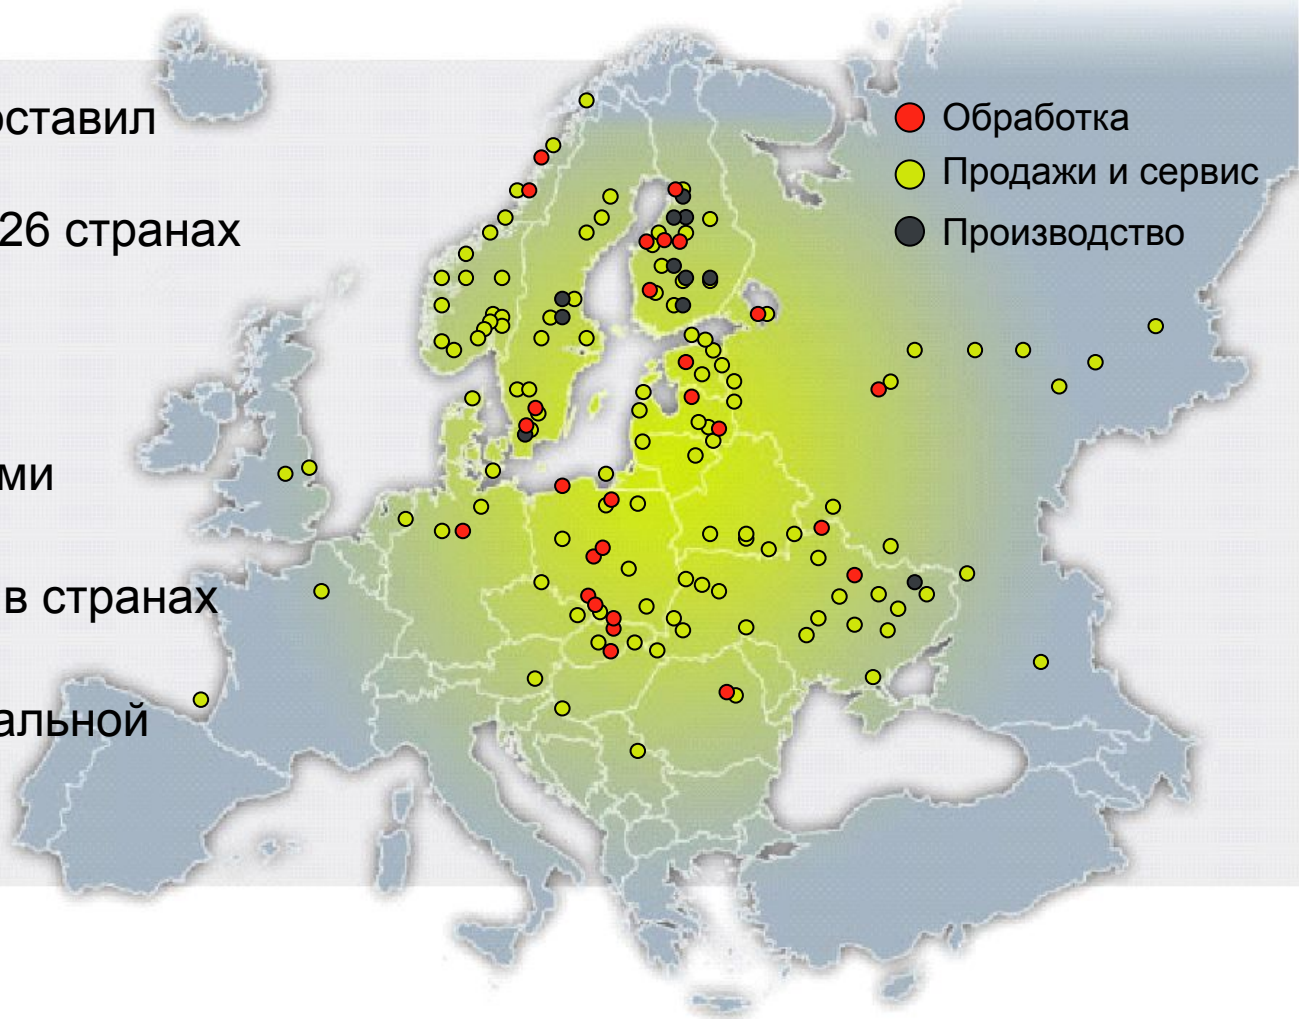 оставил
26 странах
ми
в странах
альной
Обработка
Продажи и сервис
Производство